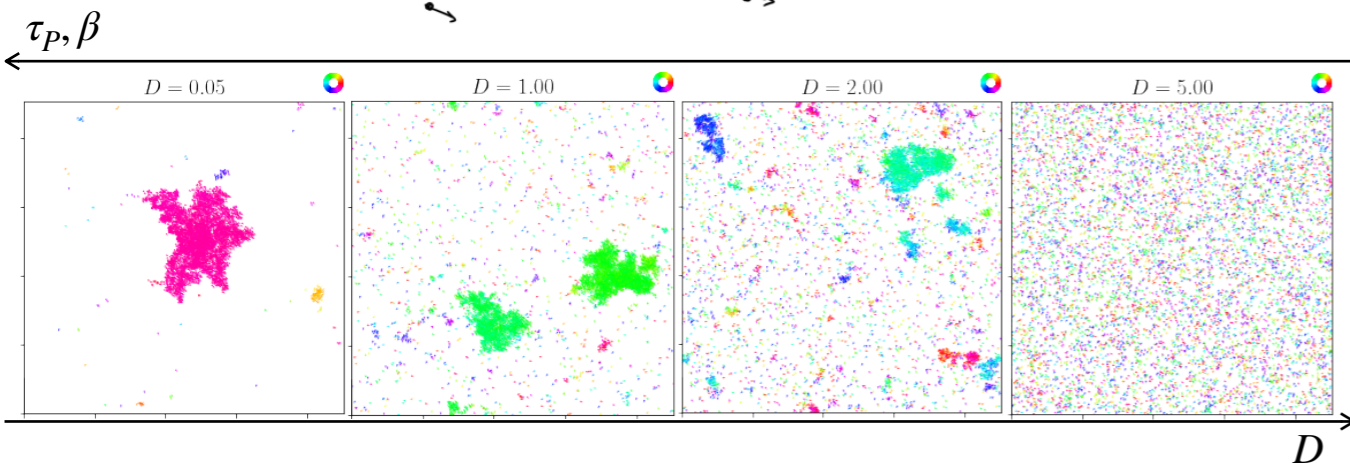 τ_P, β
D = 0.05
D = 1.00
D = 2.00
D = 5.00
D